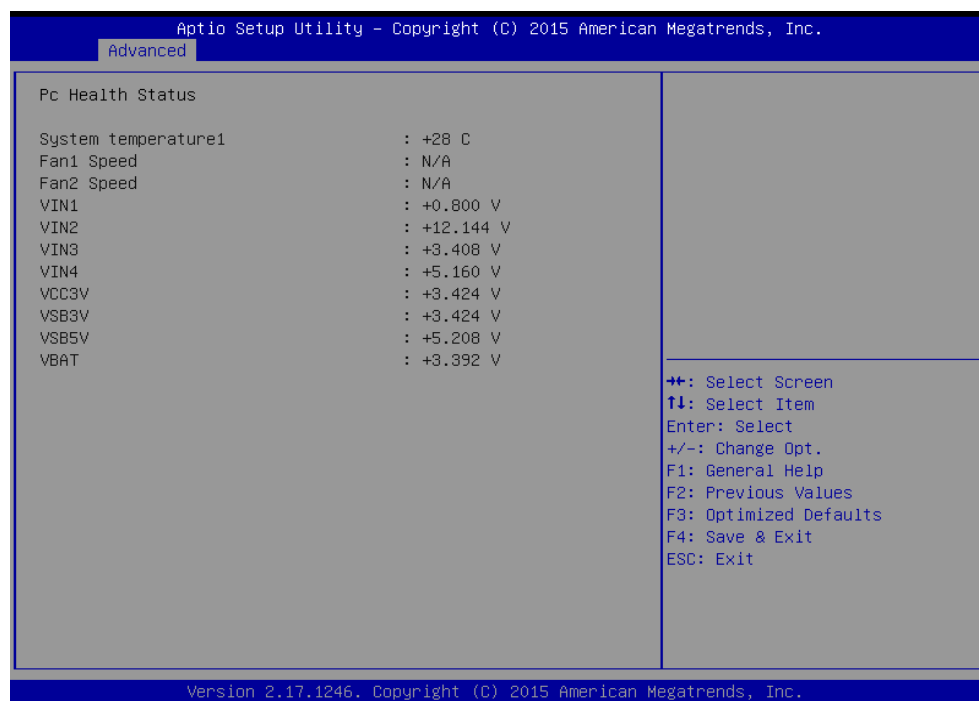 Aptio Setup Utility – Copyright (C) 2015 American Megatrends, Inc.
Advanced
Pc Health Status
System temperature1 : +28 C
Fan1 Speed : N/A
Fan2 Speed : N/A
VIN1 : +0.800 V
VIN2 : +12.144 V
VIN3 : +3.408 V
VIN4 : +5.160 V
VCC3V : +3.424 V
VSB3V : +3.424 V
VSB5V : +5.208 V
VBAT : +3.392 V
→←: Select Screen
↑↓: Select Item
Enter: Select
+/-: Change Opt.
F1: General Help
F2: Previous Values
F3: Optimized Defaults
F4: Save & Exit
ESC: Exit
Version 2.17.1246. Copyright (C) 2015 American Megatrends, Inc.